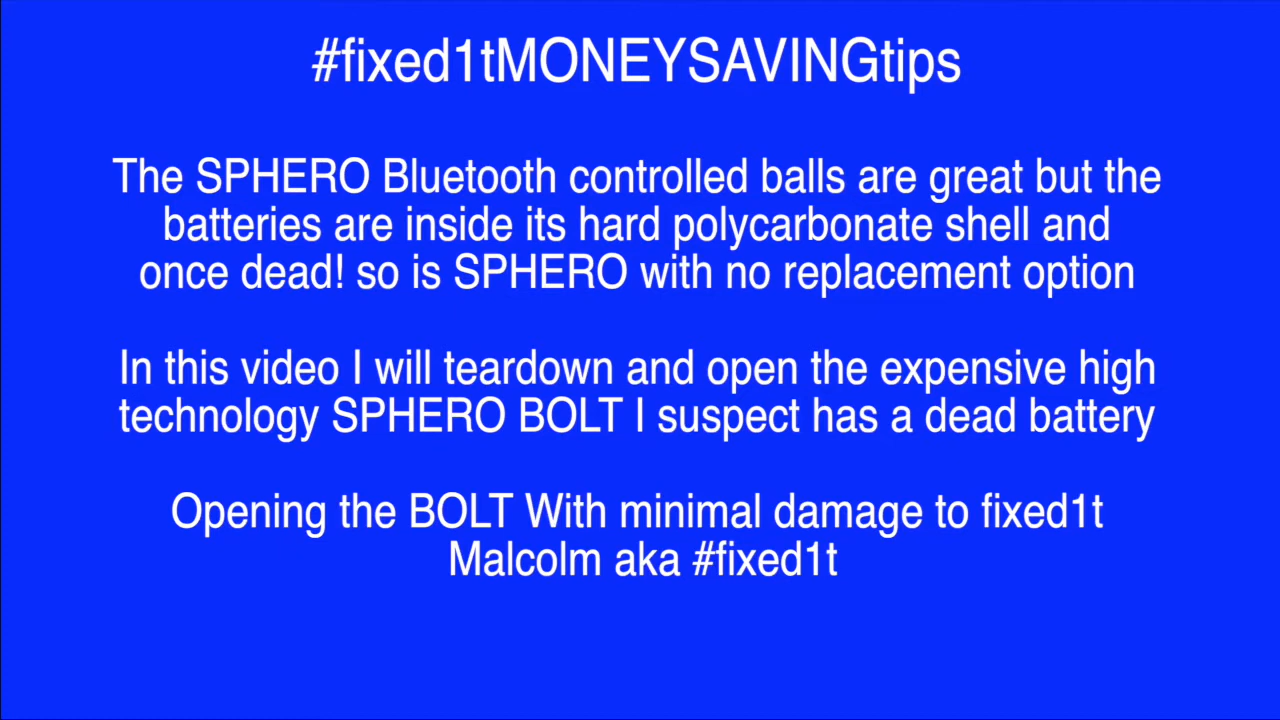 #fixed1tMONEYSAVINGtips
The SPHERO Bluetooth controlled balls are great but the
batteries are inside its hard polycarbonate shell and
once dead! so is SPHERO with no replacement option
In this video I will teardown and open the expensive high
technology SPHERO BOLT I suspect has a dead battery
Opening the BOLT With minimal damage to fixed1t
Malcolm aka #fixed1t